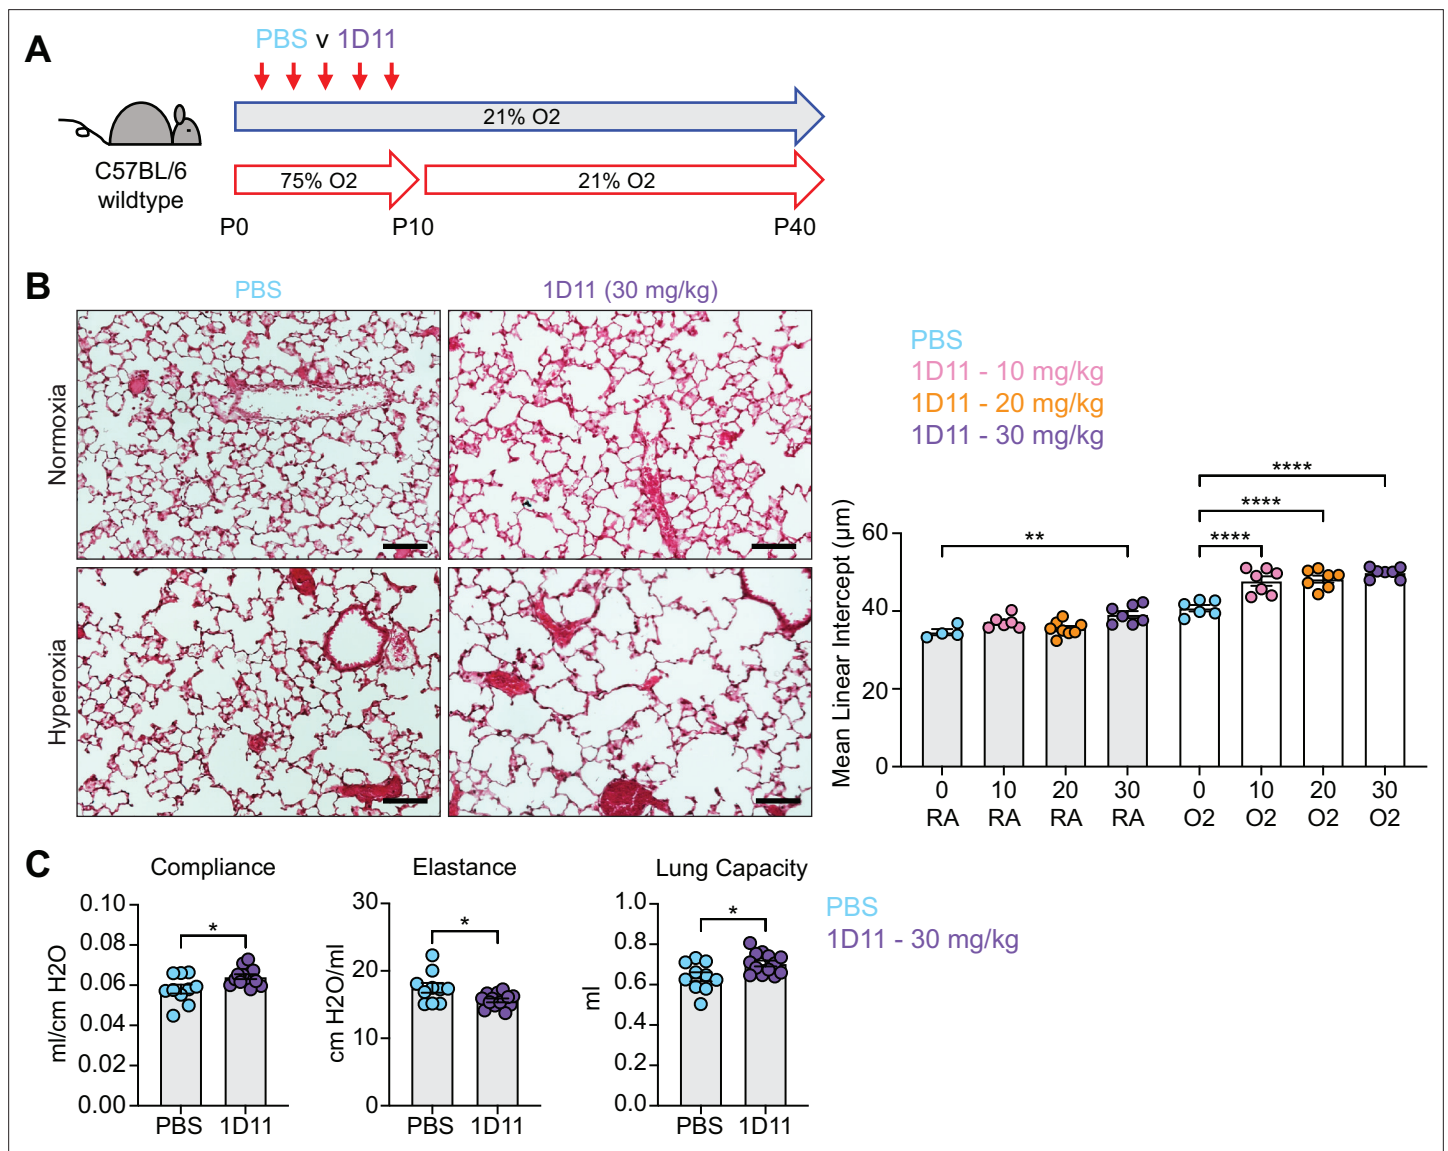 A
PBS v 1D11
21% O2
C57BL/6
wildtype
75% O2
21% O2
P0
P10
P40
B
PBS
1D11 (30 mg/kg)
Normoxia
Hyperoxia
PBS
1D11 - 10 mg/kg
1D11 - 20 mg/kg
1D11 - 30 mg/kg
Mean Linear Intercept (µm)
60
40
20
0
**
****
****
****
0 10 20 30 0 10 20 30
RA RA RA RA O2 O2 O2 O2
C
Compliance
ml/cm H2O
0.10
0.08
0.06
0.04
0.02
0.00
*
PBS 1D11
Elastance
cm H2O/ml
30
20
10
0
*
PBS 1D11
Lung Capacity
ml
1.0
0.8
0.6
0.4
0.2
0.0
*
PBS 1D11
PBS
1D11 - 30 mg/kg